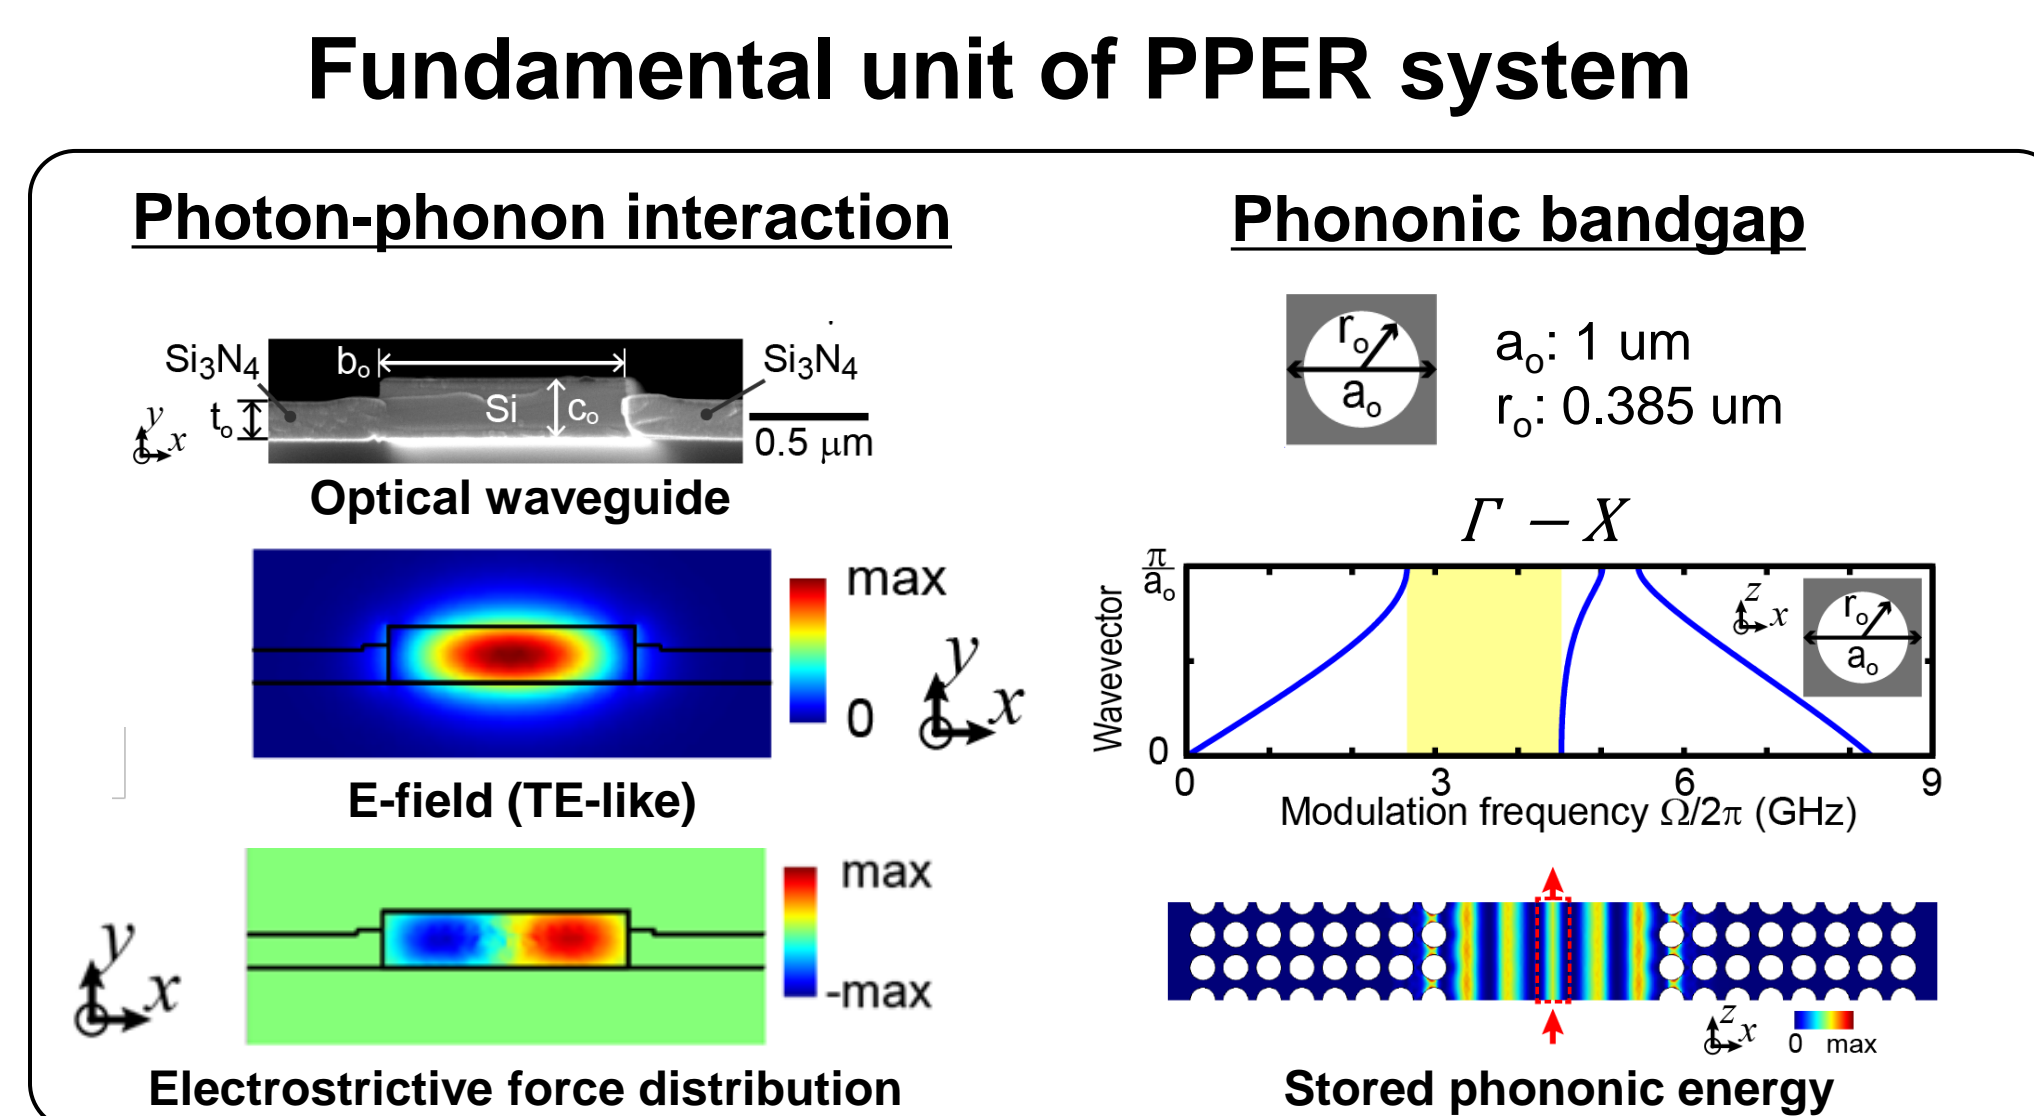 Fundamental unit of PPER system
Photon-phonon interaction
Si₃N₄
bₒ
Si₃N₄
tₒ
Si
cₒ
y
x
0.5 μm
Optical waveguide
max
0
y
x
E-field (TE-like)
max
-max
y
x
Electrostrictive force distribution
Phononic bandgap
rₒ
aₒ
aₒ: 1 um
rₒ: 0.385 um
Γ − X
π
aₒ
Wavevector
0
z
x
rₒ
aₒ
0 3 6 9
Modulation frequency Ω/2π (GHz)
z
x
0 max
Stored phononic energy